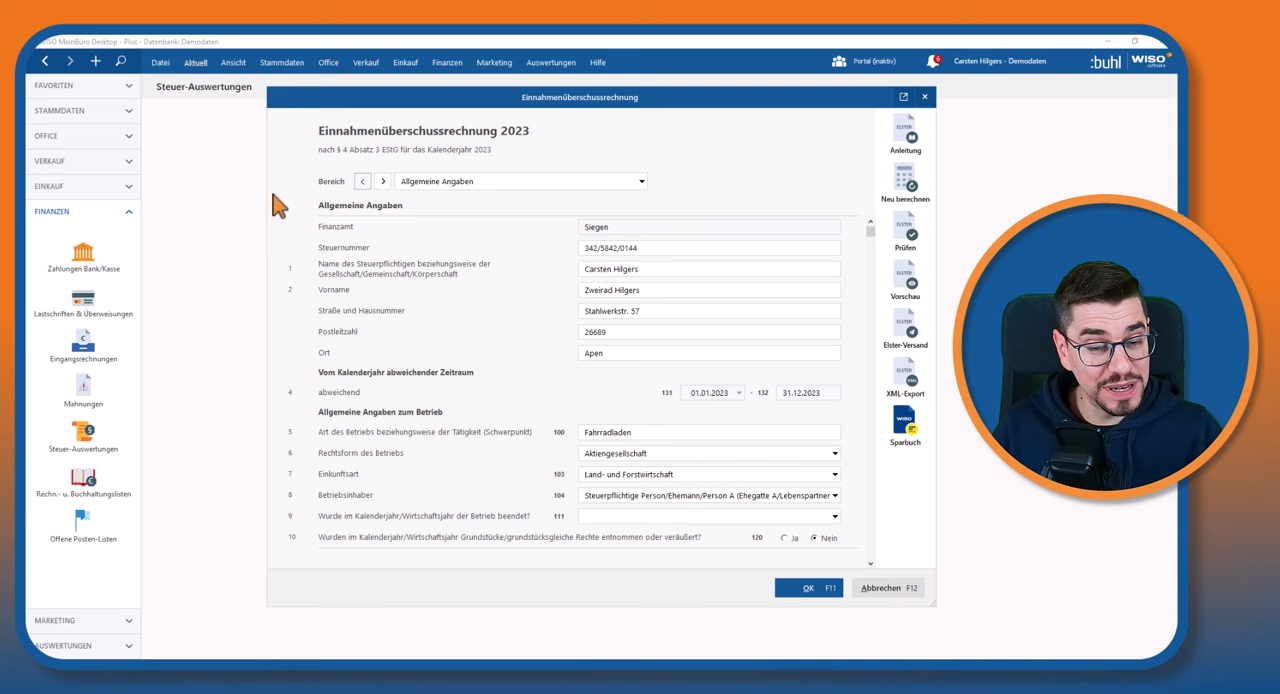 WISO MeinBüro Desktop - Plus - Datenbank: Demodaten
Datei Aktuell Ansicht Stammdaten Office Verkauf Einkauf Finanzen Marketing Auswertungen Hilfe
Portal (inaktiv)
6
Carsten Hilgers - Demodaten
:buhl
WISO
software
FAVORITEN
STAMMDATEN
OFFICE
VERKAUF
EINKAUF
FINANZEN
Zahlungen Bank/Kasse
Lastschriften & Überweisungen
Eingangsrechnungen
Mahnungen
Steuer-Auswertungen
Rechn.- u. Buchhaltungslisten
Offene Posten-Listen
MARKETING
AUSWERTUNGEN
Steuer-Auswertungen
Einnahmenüberschussrechnung
Einnahmenüberschussrechnung 2023
nach § 4 Absatz 3 EStG für das Kalenderjahr 2023
Bereich < > Allgemeine Angaben
Allgemeine Angaben
Finanzamt Siegen
Steuernummer 342/5842/0144
1 Name des Steuerpflichtigen beziehungsweise der
Gesellschaft/Gemeinschaft/Körperschaft Carsten Hilgers
2 Vorname Zweirad Hilgers
Straße und Hausnummer Stahlwerkstr. 57
Postleitzahl 26689
Ort Apen
Vom Kalenderjahr abweichender Zeitraum
4 abweichend 131 01.01.2023 - 132 31.12.2023
Allgemeine Angaben zum Betrieb
5 Art des Betriebs beziehungsweise der Tätigkeit (Schwerpunkt) 100 Fahrradladen
6 Rechtsform des Betriebs Aktiengesellschaft
7 Einkunftsart 103 Land- und Forstwirtschaft
8 Betriebsinhaber 104 Steuerpflichtige Person/Ehemann/Person A (Ehegatte A/Lebenspartner
9 Wurde im Kalenderjahr/Wirtschaftsjahr der Betrieb beendet? 111
10 Wurden im Kalenderjahr/Wirtschaftsjahr Grundstücke/grundstücksgleiche Rechte entnommen oder veräußert? 120 Ja Nein
OK F11
Abbrechen F12
ELSTER
Anleitung
Neu berechnen
ELSTER
Prüfen
ELSTER
Vorschau
ELSTER
Elster-Versand
ELSTER
XML
XML-Export
WISO
Sparbuch